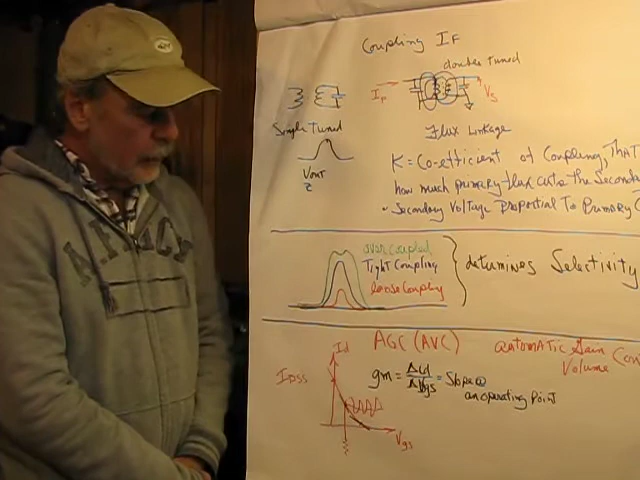 Coupling IF
double tuned
Ip
Vs
Single Tuned
Vout
Z
Flux Linkage
K = Co-efficient of Coupling, THAT
how much primary flux cuts The Seconda
• Secondary Voltage Proportional To Primary C
over Coupled
Tight Coupling
loose Coupling
determines Selectivity
AGC (AVC)
automatic Gain Con
Volume
Id
IDSS
gm = ΔId/ΔVgs = Slope @
an operating Point
Vgs